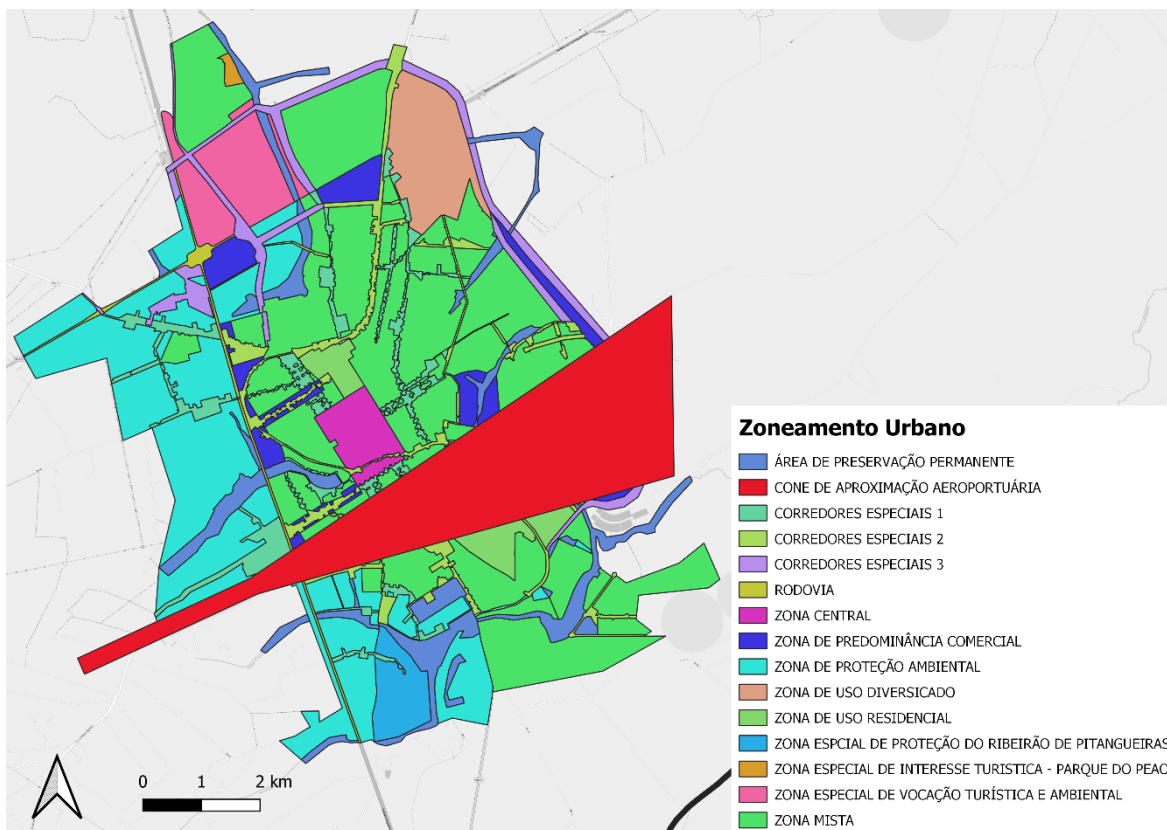 Zoneamento Urbano
ÁREA DE PRESERVAÇÃO PERMANENTE
CONE DE APROXIMAÇÃO AEROPORTUÁRIA
CORREDORES ESPECIAIS 1
CORREDORES ESPECIAIS 2
CORREDORES ESPECIAIS 3
RODOVIA
ZONA CENTRAL
ZONA DE PREDOMINÂNCIA COMERCIAL
ZONA DE PROTEÇÃO AMBIENTAL
ZONA DE USO DIVERSICADO
ZONA DE USO RESIDENCIAL
ZONA ESPCIAL DE PROTEÇÃO DO RIBEIRÃO DE PITANGUEIRAS
ZONA ESPECIAL DE INTERESSE TURISTICA - PARQUE DO PEAO
ZONA ESPECIAL DE VOCAÇÃO TURÍSTICA E AMBIENTAL
ZONA MISTA
0 1 2 km